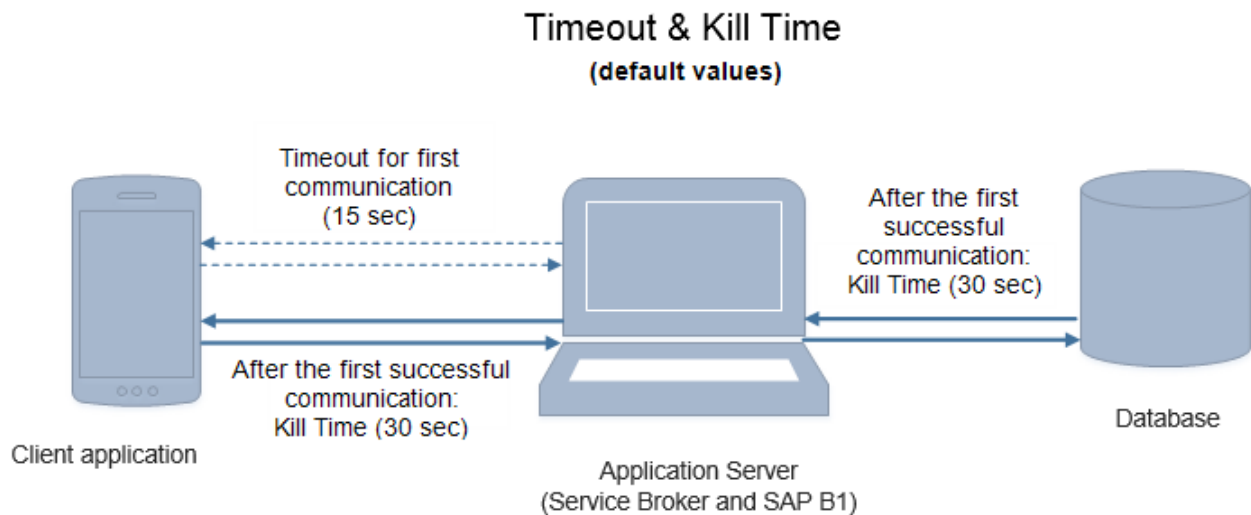 Timeout & Kill Time
(default values)
Timeout for first
communication
(15 sec)
After the first
successful
communication:
Kill Time (30 sec)
After the first successful
communication:
Kill Time (30 sec)
Client application
Application Server
(Service Broker and SAP B1)
Database